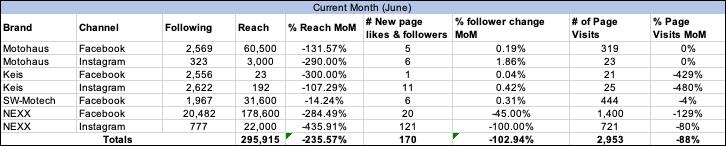 Current Month (June)
Brand Channel Following Reach % Reach MoM # New page likes & followers % follower change MoM # of Page Visits % Page Visits MoM
Motohaus Facebook 2,569 60,500 -131.57% 5 0.19% 319 0%
Motohaus Instagram 323 3,000 -290.00% 6 1.86% 23 0%
Keis Facebook 2,556 23 -300.00% 1 0.04% 21 -429%
Keis Instagram 2,622 192 -107.29% 11 0.42% 25 -480%
SW-Motech Facebook 1,967 31,600 -14.24% 6 0.31% 444 -4%
NEXX Facebook 20,482 178,600 -284.49% 20 -45.00% 1,400 -129%
NEXX Instagram 777 22,000 -435.91% 121 -100.00% 721 -80%
Totals 295,915 -235.57% 170 -102.94% 2,953 -88%